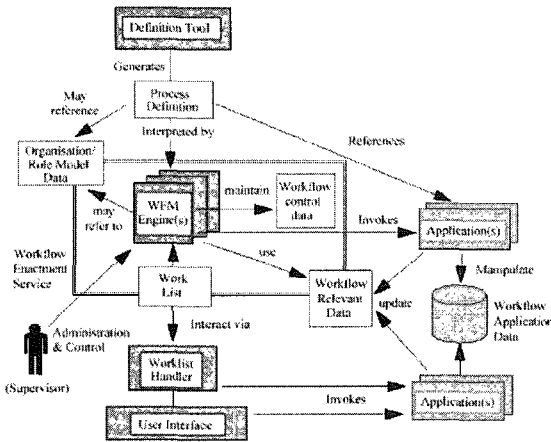 Definition Tool
Generates
May
reference
Process
Definition
Interpreted by
References
Organisation/
Role Model
Data
maintain
Workflow
control
data
WFM
Engine(s)
may
refer to
Invokes
Application(s)
use
Workflow
Enactment
Service
Work
List
Workflow
Relevant
Data
Manipulate
update
Workflow
Application
Data
Administration
& Control
Interact via
(Supervisor)
Worklist
Handler
Invokes
Application(s)
User Interface